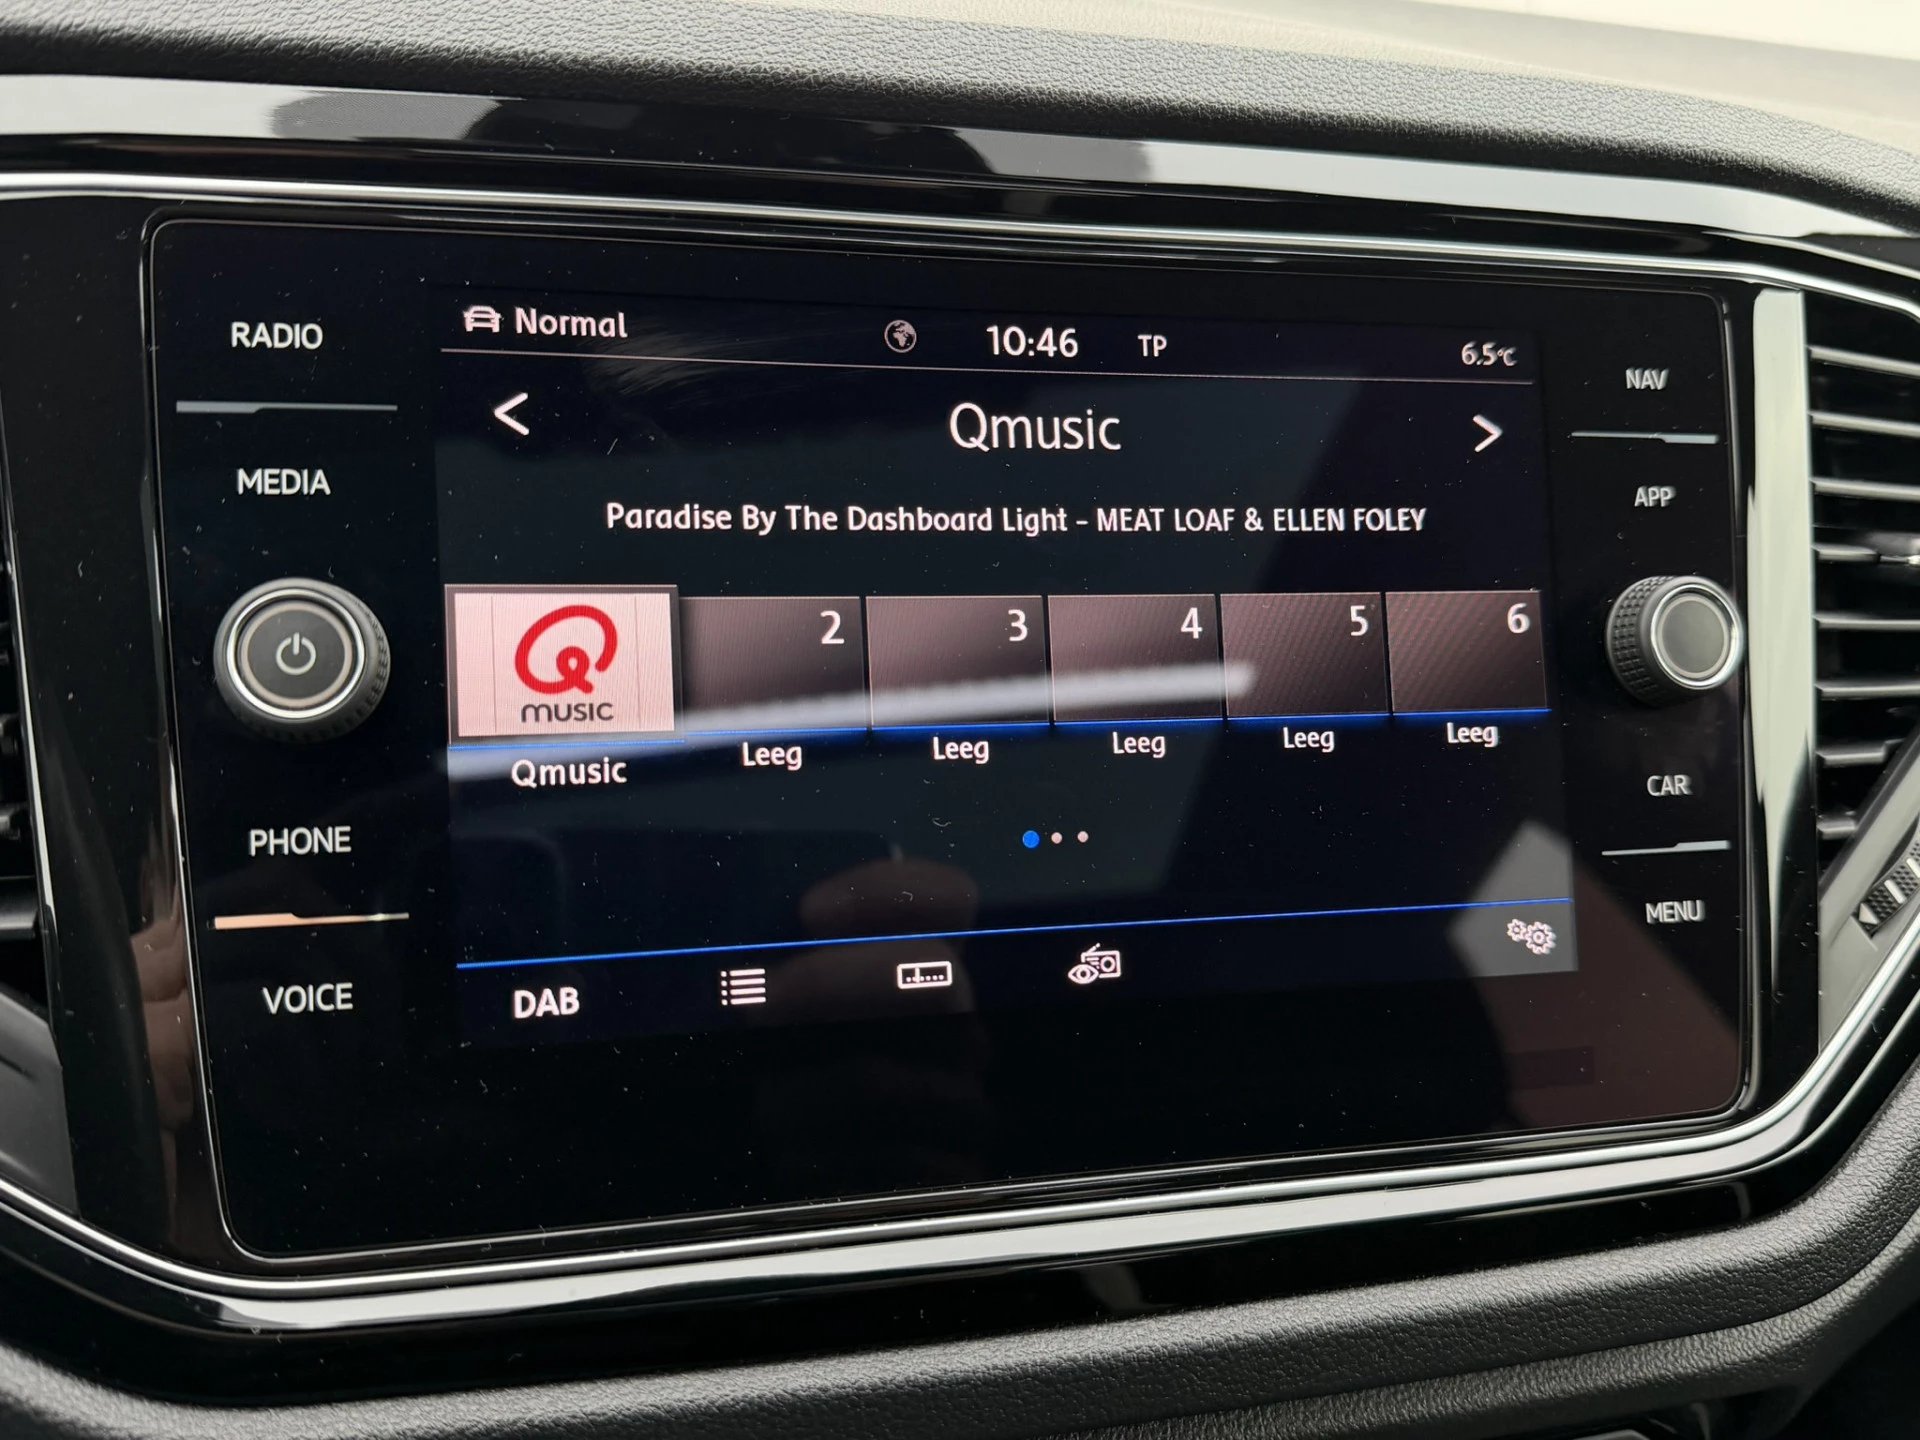 RADIO
MEDIA
PHONE
VOICE
Normal
10:46
TP
6.5°C
<
Qmusic
>
Paradise By The Dashboard Light - MEAT LOAF & ELLEN FOLEY
Q
music
2
3
4
5
6
Qmusic
Leeg
Leeg
Leeg
Leeg
Leeg
DAB
NAV
APP
CAR
MENU